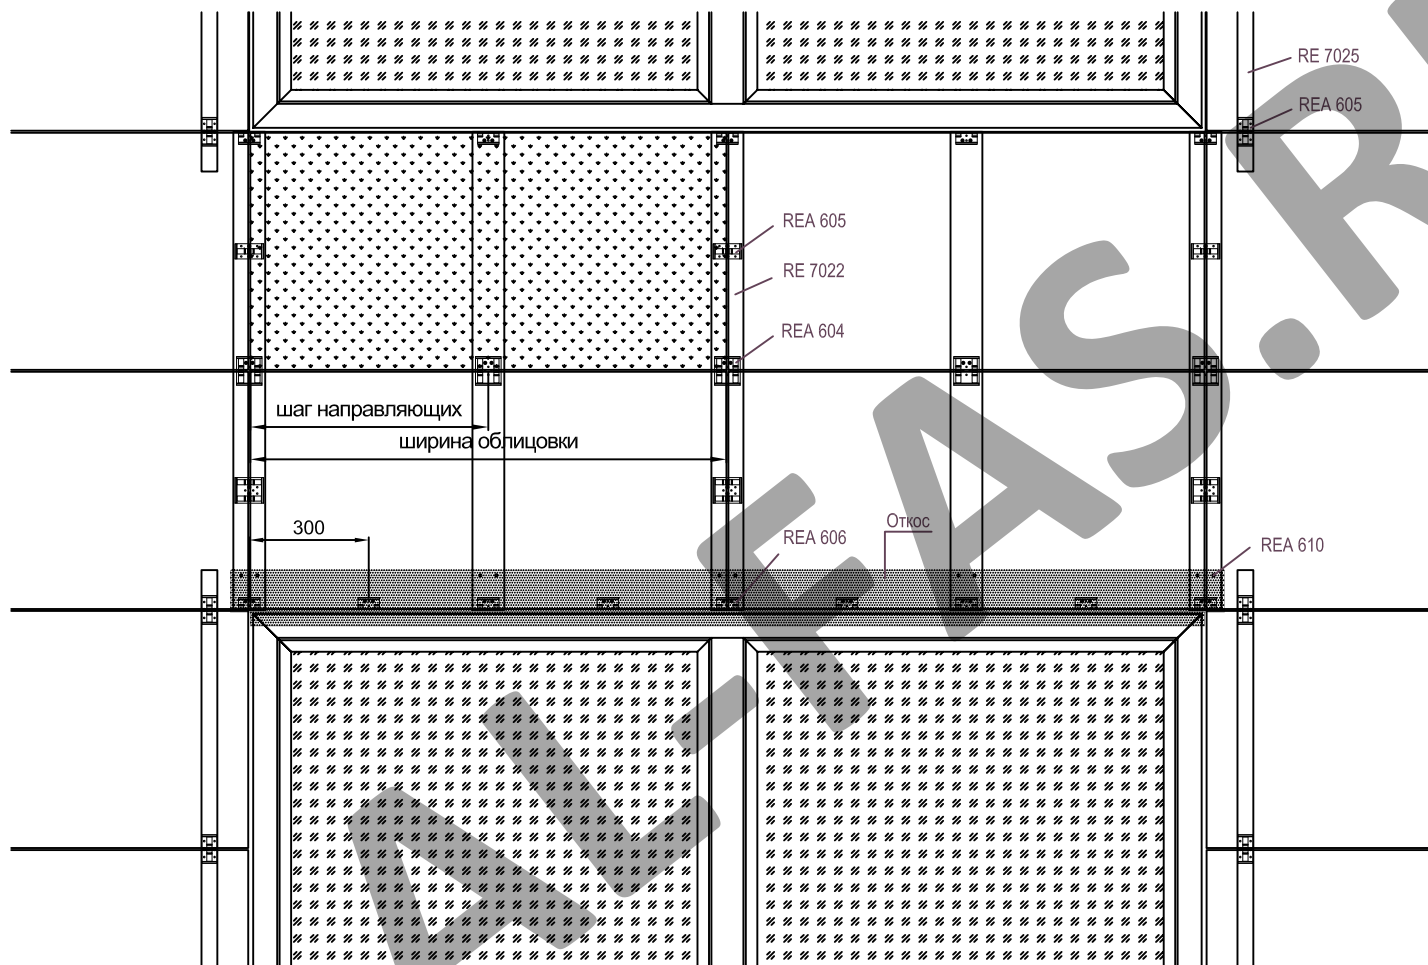 RE 7025
REA 605
REA 605
RE 7022
REA 604
шаг направляющих
ширина облицовки
300
REA 606
Откос
REA 610
AL-FAS.R